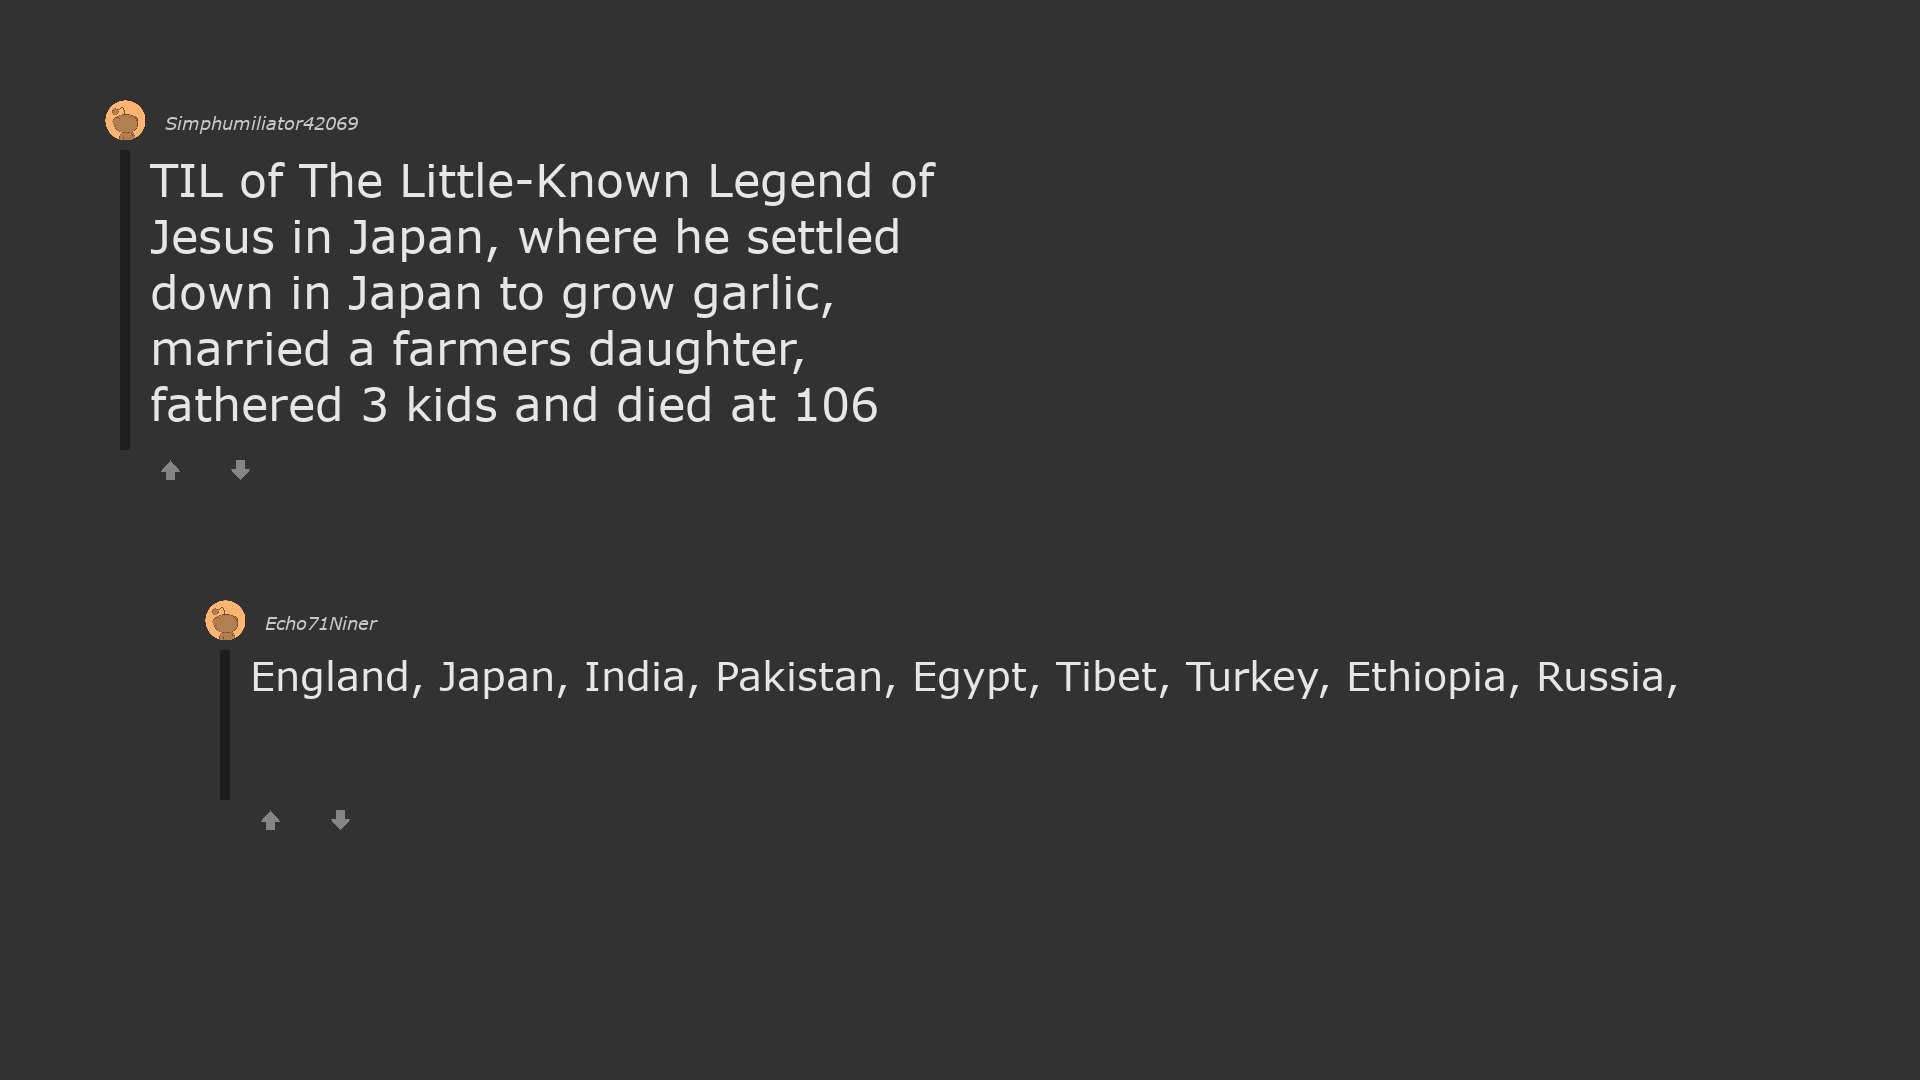 Simphumiliator42069
TIL of The Little-Known Legend of
Jesus in Japan, where he settled
down in Japan to grow garlic,
married a farmers daughter,
fathered 3 kids and died at 106
Echo71Niner
England, Japan, India, Pakistan, Egypt, Tibet, Turkey, Ethiopia, Russia,